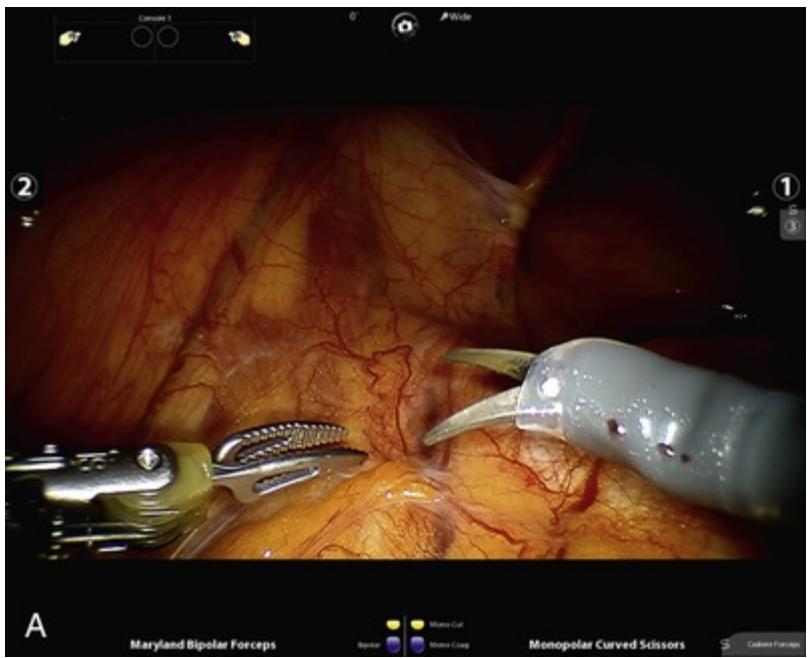 Console 1
0°
Wide
2
1
3
A
Mono Cut
Bipolar
Mono Coag
Maryland Bipolar Forceps
Monopolar Curved Scissors
Cadiere Forceps